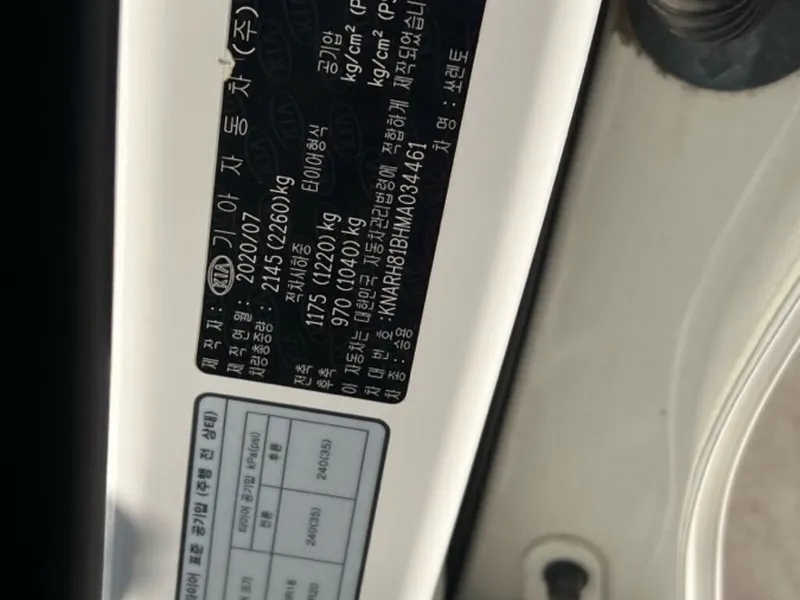 제 작 자 : KIA 기 아 자 동 차 (주)
제작연월 : 2020/07
차량총중량 : 2145(2260)kg
적차시하중 타이어형식 공기압
전축 1175(1220)kg kg/cm²
후축 970(1040)kg kg/cm²
이 자동차는 대한민국 자동차관리법령에 적합하게 제작되었습니
차 대 번 호 :KNARH81BHMA034461
차 종 : 승용 차 명 : 쏘렌토
타이어 표준 공기압 (주행 전 상태)
타이어 공기압 kPa(psi)
전륜 후륜
240(35) 240(35)